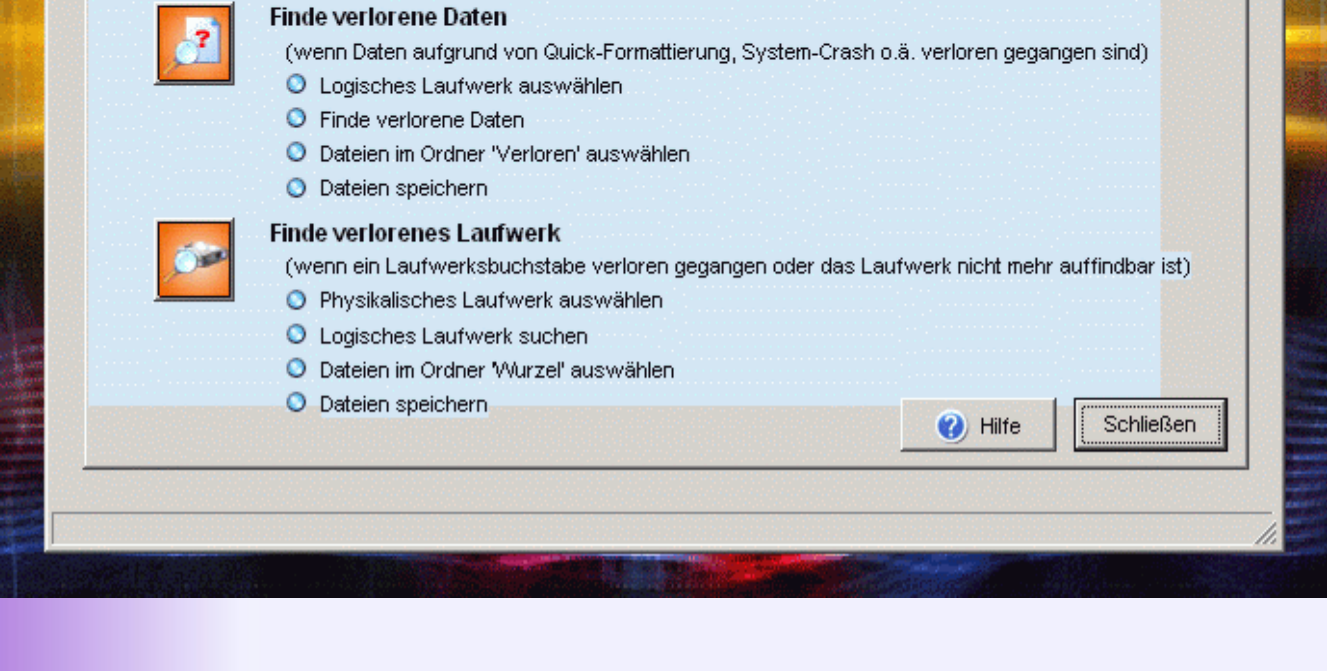 Finde verlorene Daten
(wenn Daten aufgrund von Quick-Formattierung, System-Crash o.ä. verloren gegangen sind)
Logisches Laufwerk auswählen
Finde verlorene Daten
Dateien im Ordner 'Verloren' auswählen
Dateien speichern
Finde verlorenes Laufwerk
(wenn ein Laufwerksbuchstabe verloren gegangen oder das Laufwerk nicht mehr auffindbar ist)
Physikalisches Laufwerk auswählen
Logisches Laufwerk suchen
Dateien im Ordner 'Wurzel' auswählen
Dateien speichern
Hilfe
Schließen